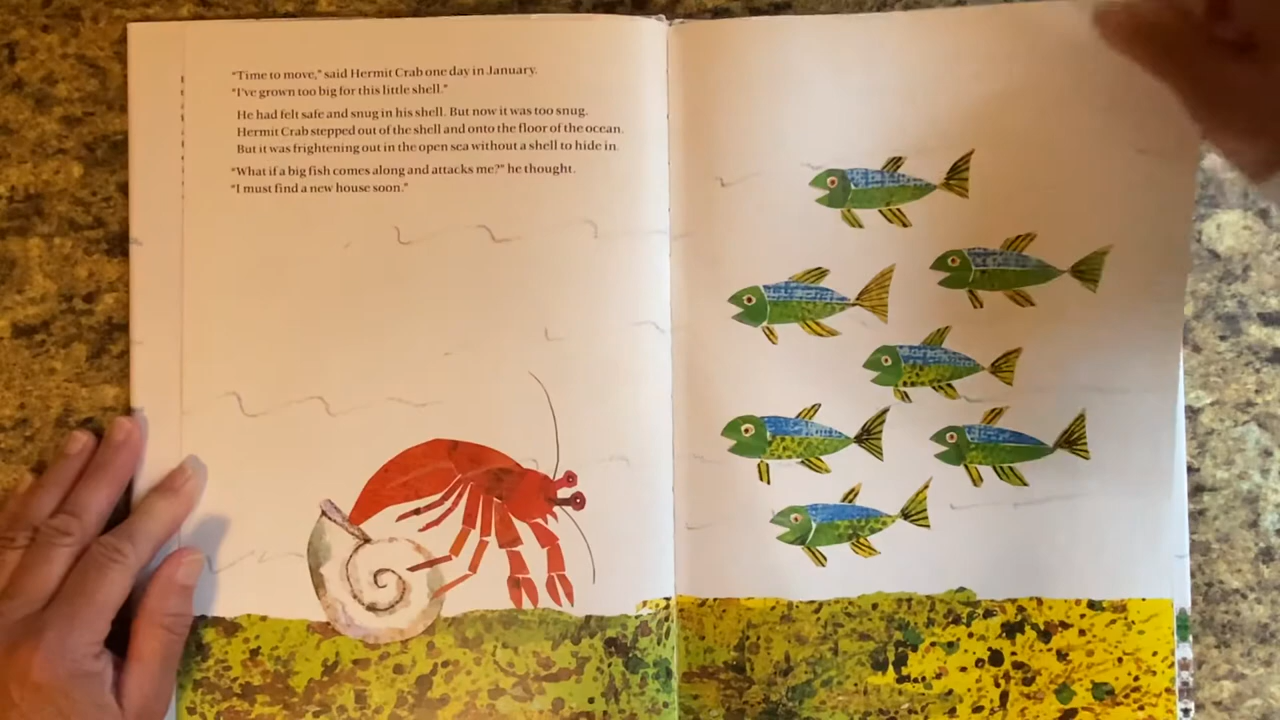 “Time to move,” said Hermit Crab one day in January.
“I’ve grown too big for this little shell.”
He had felt safe and snug in his shell. But now it was too snug.
Hermit Crab stepped out of the shell and onto the floor of the ocean.
But it was frightening out in the open sea without a shell to hide in.
“What if a big fish comes along and attacks me?” he thought.
“I must find a new house soon.”